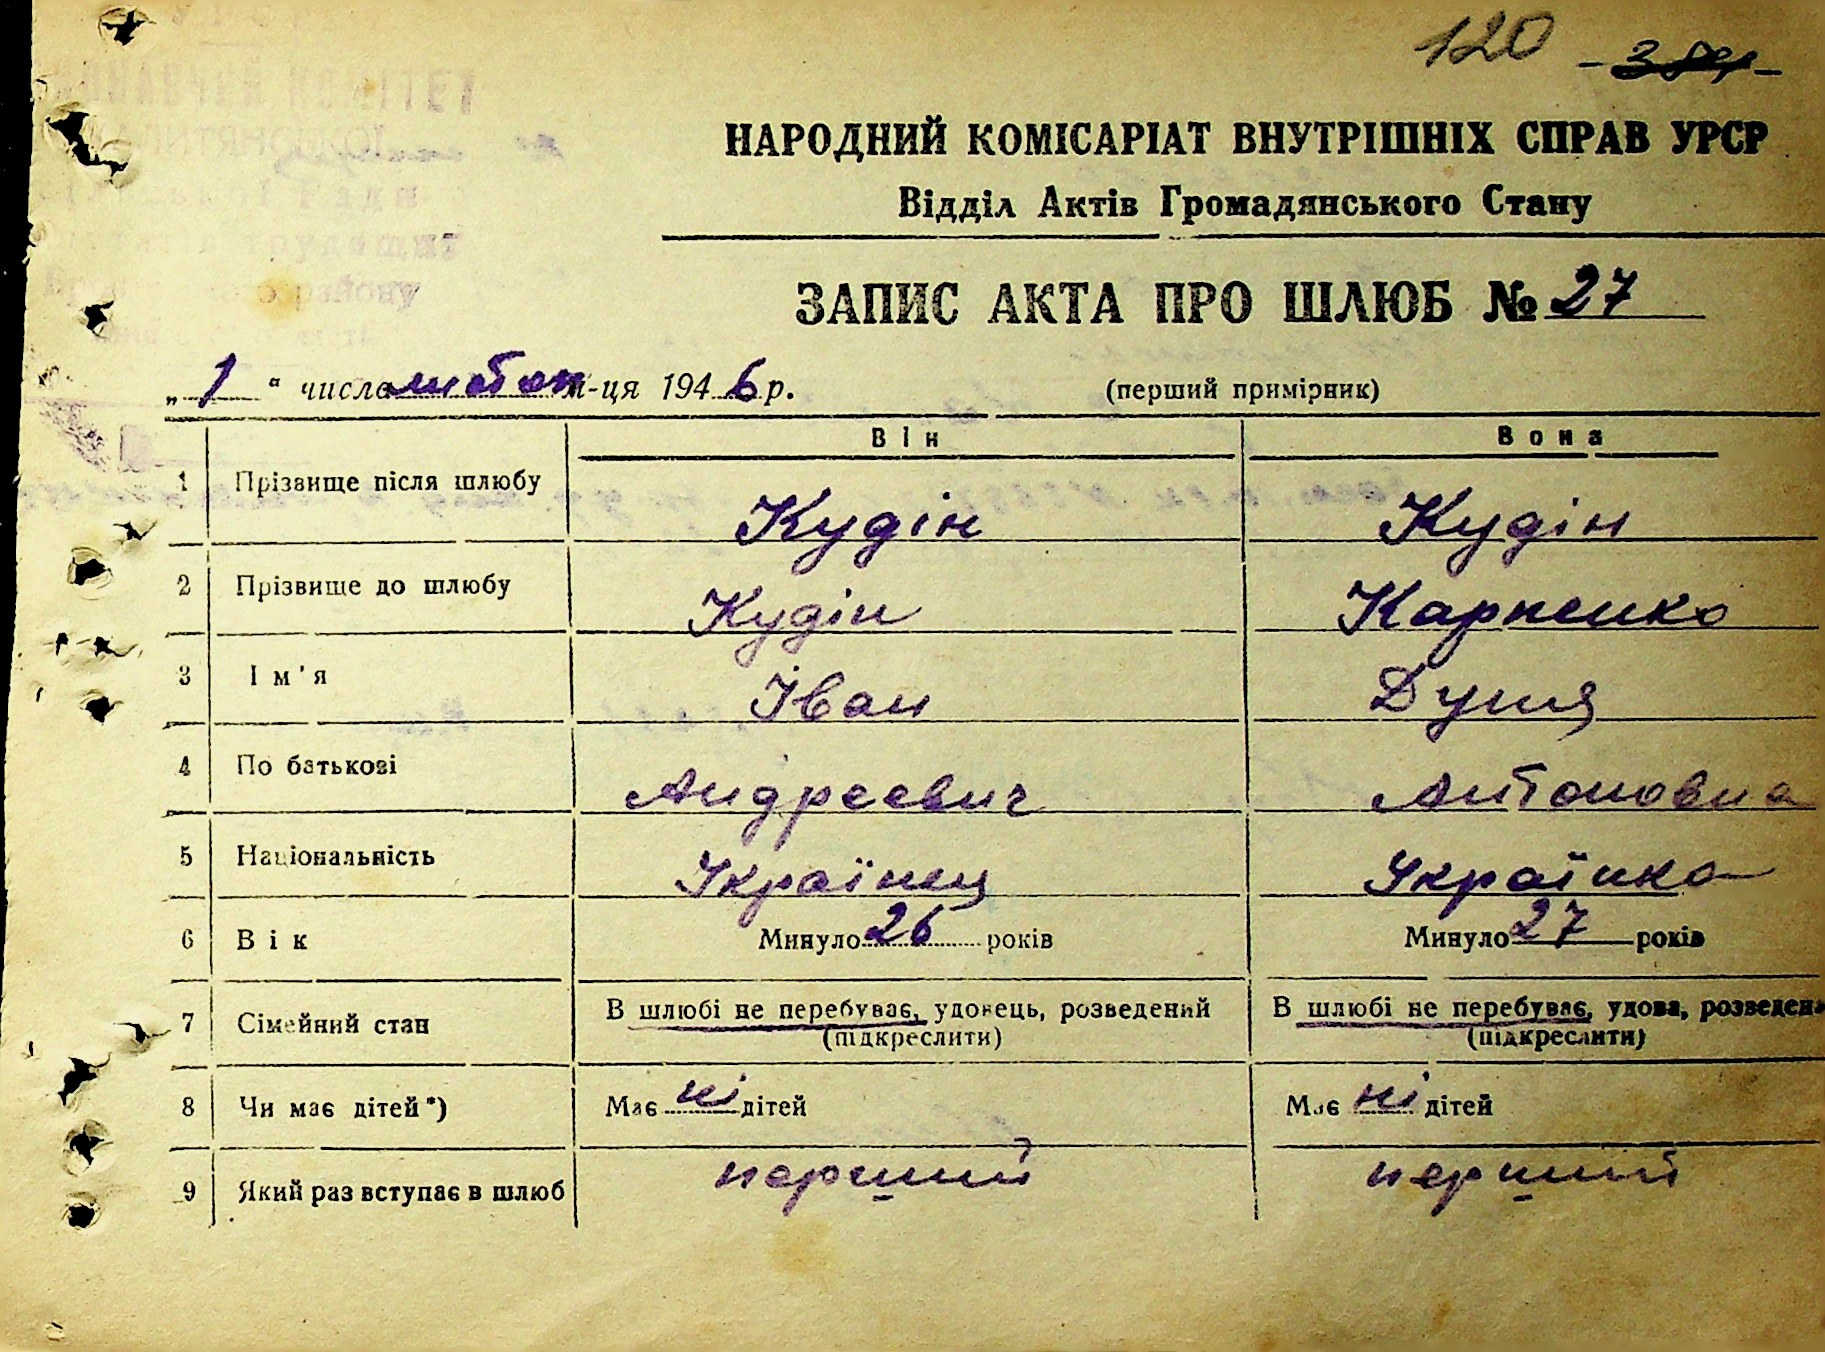 120
НАРОДНИЙ КОМІСАРІАТ ВНУТРІШНІХ СПРАВ УРСР
Відділ Актів Громадянського Стану
ЗАПИС АКТА ПРО ШЛЮБ № 27
„ 1 “ числа м-ця 1946 р. (перший примірник)
Він Вона
1 Прізвище після шлюбу Кудін Кудін
2 Прізвище до шлюбу Кудін Карпенко
3 Ім'я Іван Дуня
4 По батькові Андреевич Антоновна
5 Національність Українец Українка
6 Вік Минуло 26 років Минуло 27 років
7 Сімейний стан В шлюбі не перебуває, удовець, розведений В шлюбі не перебуває, удова, розведен
(підкреслити) (підкреслити)
8 Чи має дітей*) Має ні дітей Має ні дітей
9 Який раз вступає в шлюб перший перший